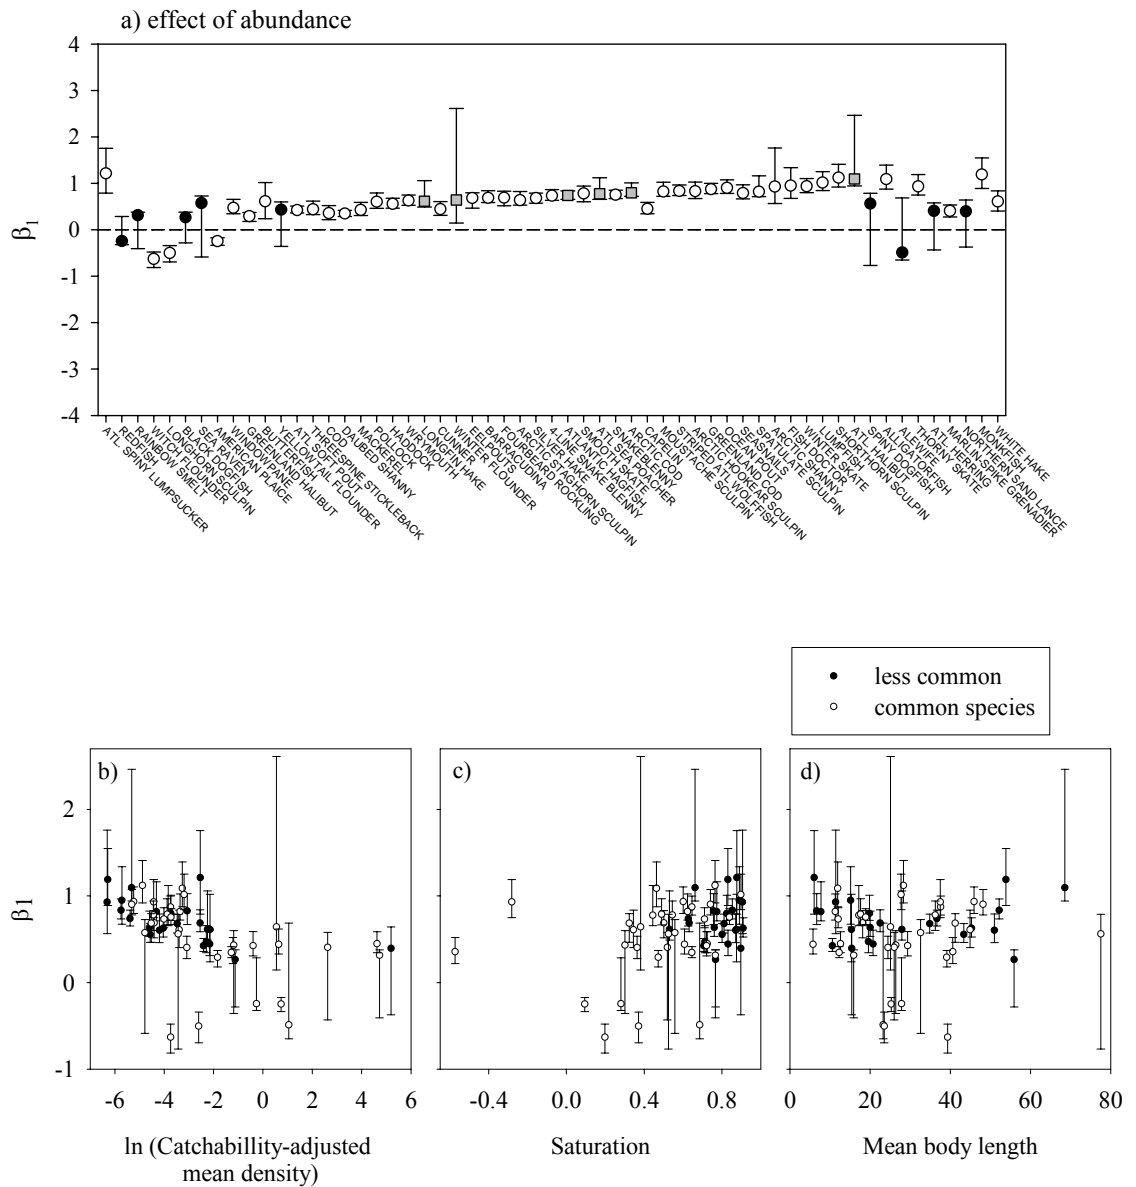 a) effect of abundance
4
3
2
1
0
-1
-2
-3
-4
β1
ATL SPINY LUMPSUCKER
REDFISH
RAINBOW SMELT
WITCH FLOUNDER
LONGHORN SCULPIN
BLACK DOGFISH
SEA RAVEN
AMERICAN PLAICE
WINDOWPANE
GREENLAND HALIBUT
BUTTERFISH
YELLOWTAIL FLOUNDER
ATL SOFT POUT
THREESPINE STICKLEBACK
COD
DAUBED SHANNY
MACKEREL
POLLOCK
HADDOCK
WRYMOUTH
LONGFIN HAKE
CUNNER
WINTER FLOUNDER
EELPOUTS
BARRACUDINA
FOURBEARD ROCKLING
ARCTIC STAGHORN SCULPIN
SILVER HAKE
4-LINE SNAKE BLENNY
ATLANTIC HAGFISH
SMOOTH SKATE
ATL SEA POACHER
SNAKEBLENNY
ARCTIC COD
CAPELIN
MOUSTACHE SCULPIN
STRIPED ATL WOLFFISH
ARCTIC HOOKEAR SCULPIN
GREENLAND COD
OCEAN POUT
SEASNAILS
SPATULATE SCULPIN
ARCTIC SHANNY
FISH DOCTOR
WINTER SKATE
LUMPFISH
SHORTHORN SCULPIN
ATL HALIBUT
SPINY DOGFISH
ALLIGATORFISH
ALEWIFE
THORNY SKATE
ATL HERRING
MARLIN-SPIKE GRENADIER
NORTHERN SAND LANCE
MONKFISH
WHITE HAKE
less common
common species
b)
c)
d)
2
1
0
-1
β1
-6 -4 -2 0 2 4 6
-0.4 0.0 0.4 0.8
0 20 40 60 80
ln (Catchabillity-adjusted
mean density)
Saturation
Mean body length